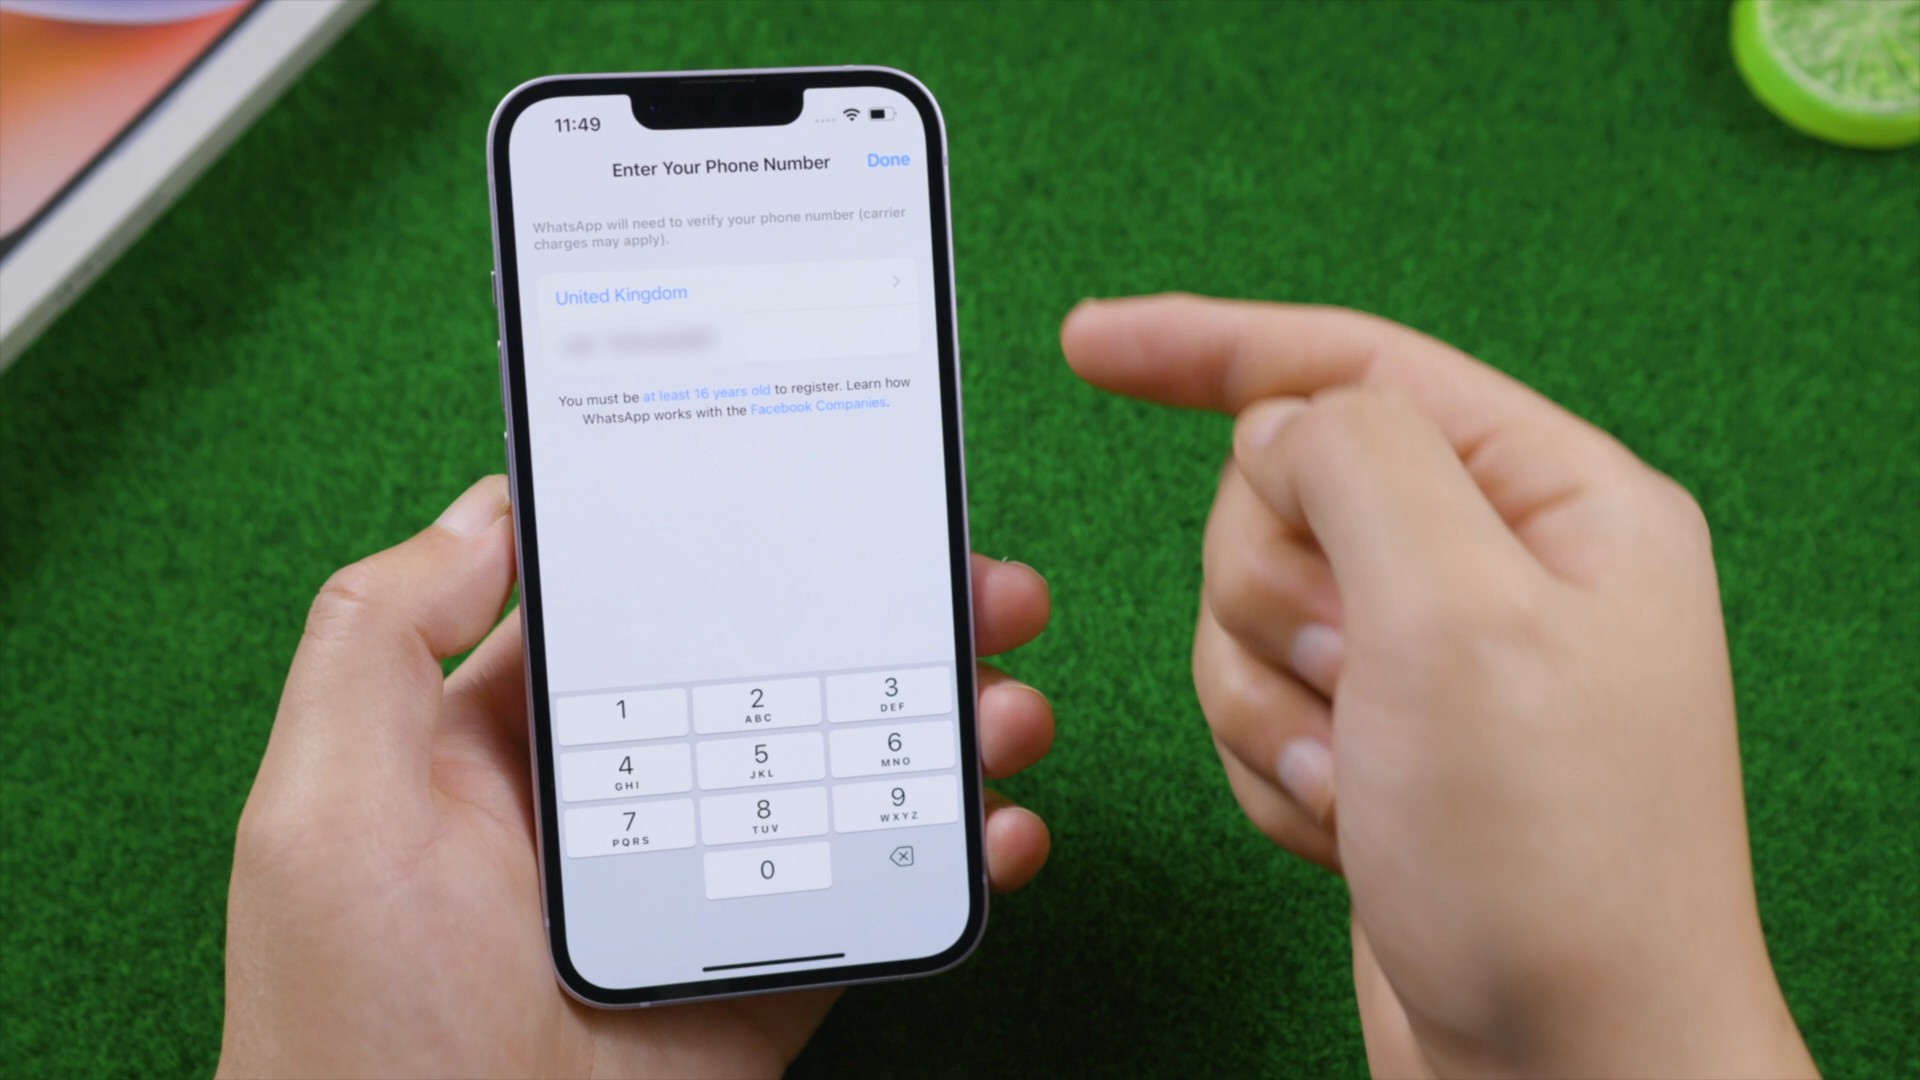 11:49
Enter Your Phone Number
Done
WhatsApp will need to verify your phone number (carrier
charges may apply).
United Kingdom
You must be at least 16 years old to register. Learn how
WhatsApp works with the Facebook Companies.
1
2
ABC
3
DEF
4
GHI
5
JKL
6
MNO
7
PQRS
8
TUV
9
WXYZ
0